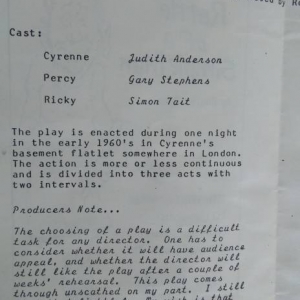 Cast:
Cyrenne Judith Anderson
Percy Gary Stephens
Ricky Simon Tait
The play is enacted during one night
in the early 1960's in Cyrenne's
basement flatlet somewhere in London.
The action is more or less continuous
and is divided into three acts with
two intervals.
Producers Note...
The choosing of a play is a difficult
task for any director. One has to
consider whether it will have audience
appeal, and whether the director will
still like the play after a couple of
weeks' rehearsal. This play comes
through unscathed on my part. I still